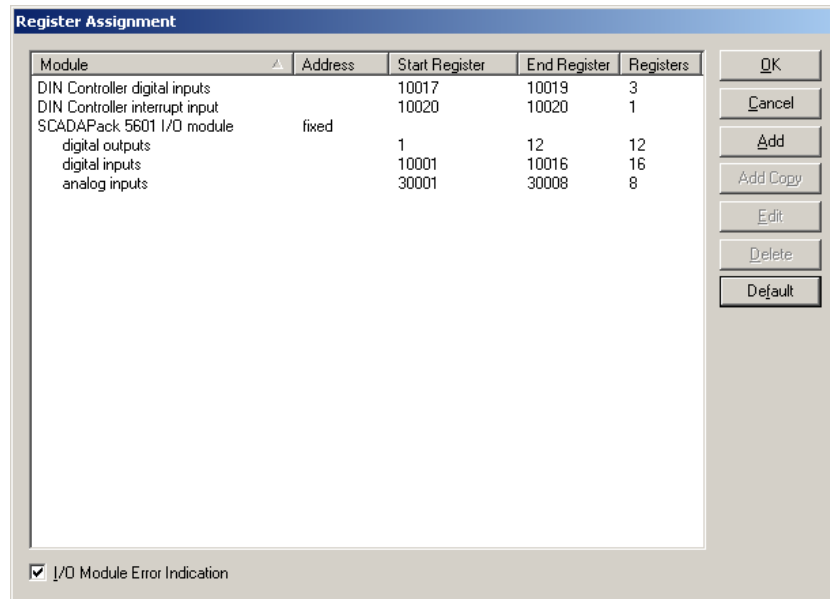 Register Assignment
Module Address Start Register End Register Registers
DIN Controller digital inputs 10017 10019 3
DIN Controller interrupt input 10020 10020 1
SCADAPack 5601 I/O module fixed
digital outputs 1 12 12
digital inputs 10001 10016 16
analog inputs 30001 30008 8
OK
Cancel
Add
Add Copy
Edit
Delete
Default
I/O Module Error Indication